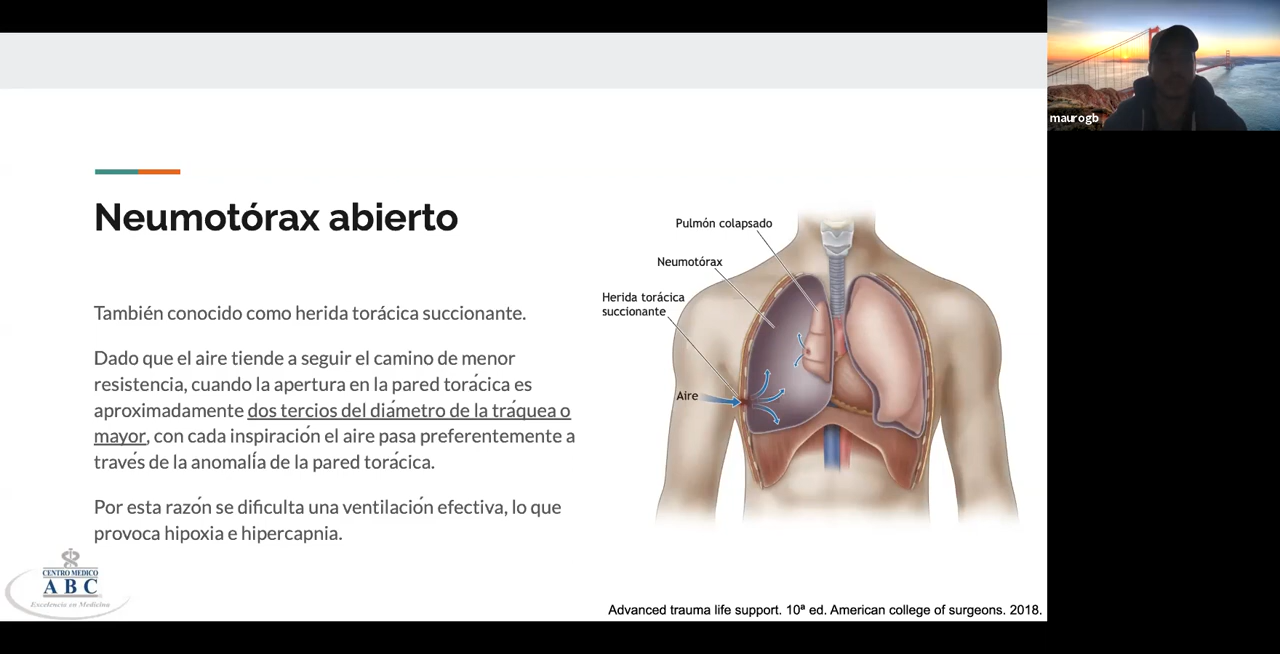 maurogb
Neumotórax abierto
También conocido como herida torácica succionante.
Dado que el aire tiende a seguir el camino de menor
resistencia, cuando la apertura en la pared torácica es
aproximadamente dos tercios del diámetro de la tráquea o
mayor, con cada inspiración el aire pasa preferentemente a
través de la anomalía de la pared torácica.
Por esta razón se dificulta una ventilación efectiva, lo que
provoca hipoxia e hipercapnia.
Pulmón colapsado
Neumotórax
Herida torácica
succionante
Aire
CENTRO MEDICO
ABC
Excelencia en Medicina
Advanced trauma life support. 10ª ed. American college of surgeons. 2018.